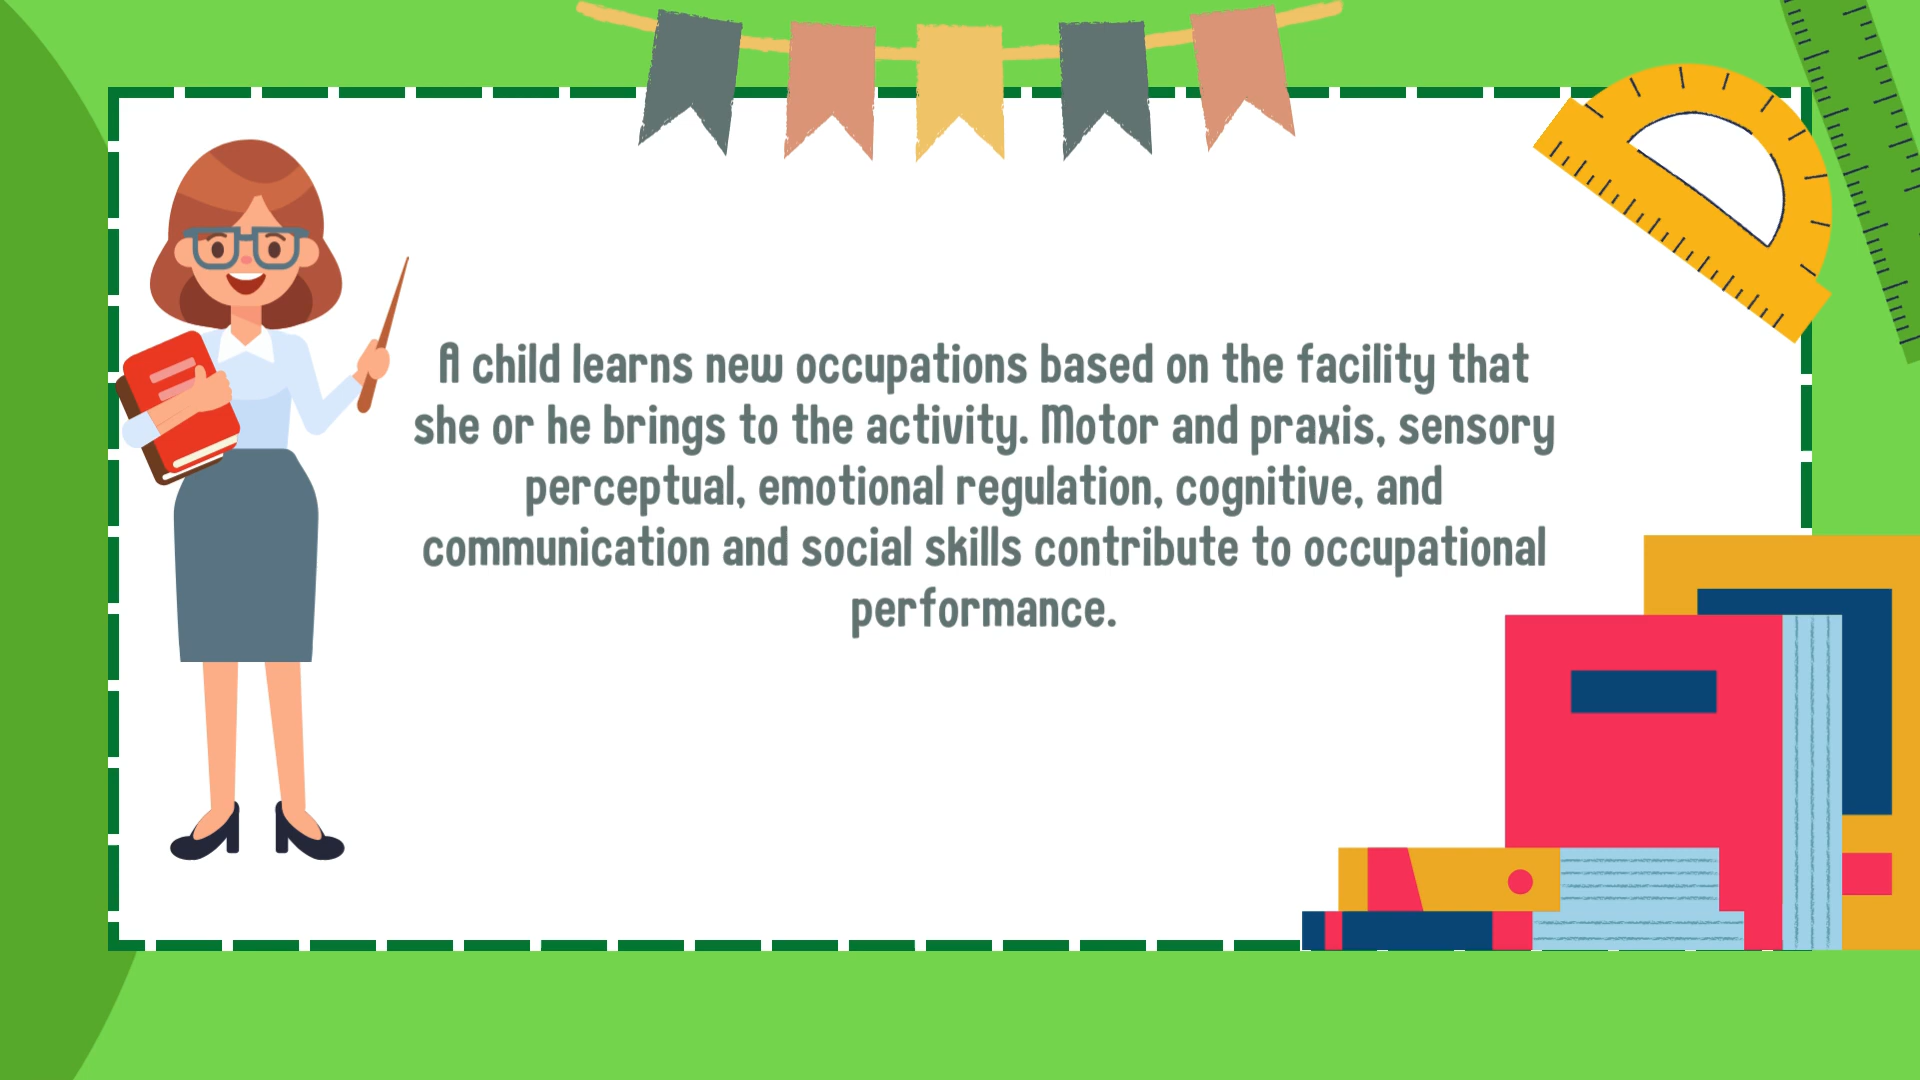 A child learns new occupations based on the facility that
she or he brings to the activity. Motor and praxis, sensory
perceptual, emotional regulation, cognitive, and
communication and social skills contribute to occupational
performance.